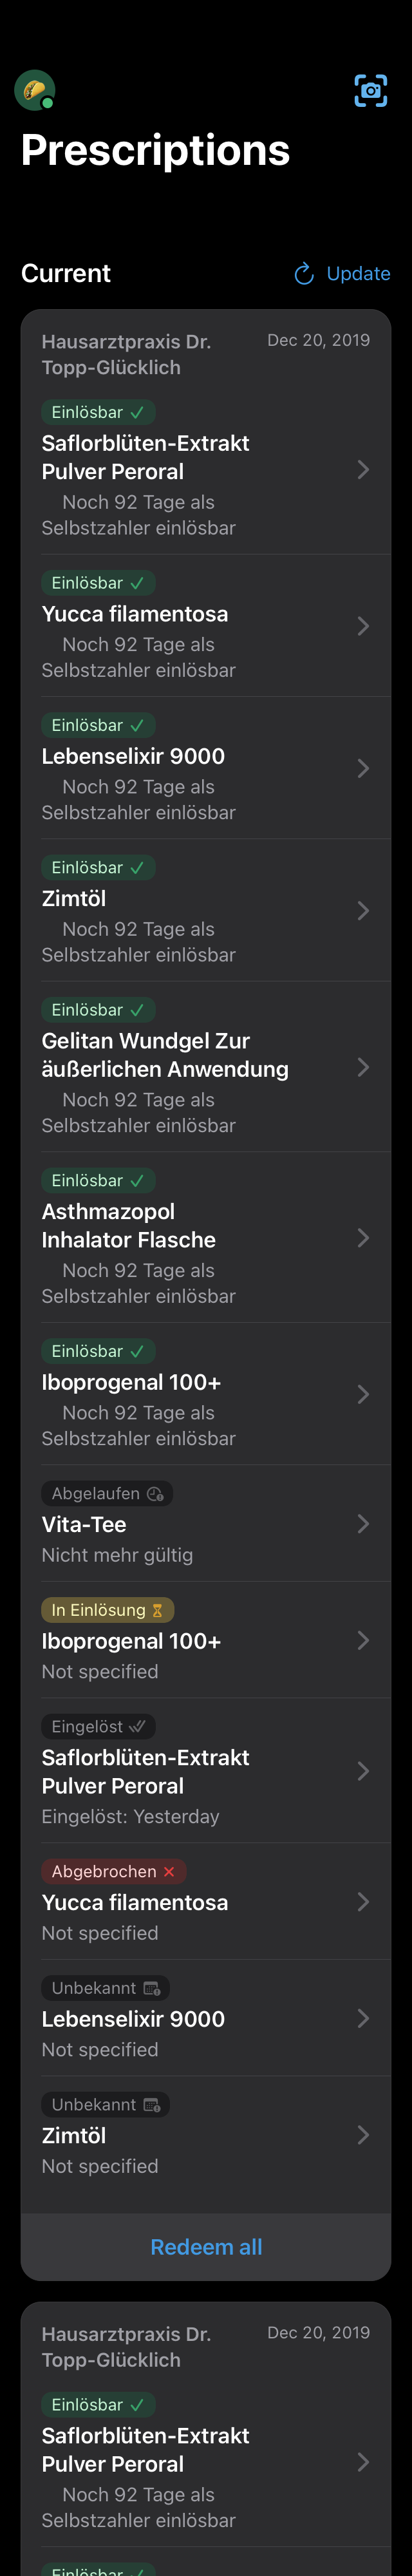 Prescriptions
Current
Update
Hausarztpraxis Dr.
Topp-Glücklich
Dec 20, 2019
Einlösbar
Saflorblüten-Extrakt
Pulver Peroral
Noch 92 Tage als
Selbstzahler einlösbar
Einlösbar
Yucca filamentosa
Noch 92 Tage als
Selbstzahler einlösbar
Einlösbar
Lebenselixir 9000
Noch 92 Tage als
Selbstzahler einlösbar
Einlösbar
Zimtöl
Noch 92 Tage als
Selbstzahler einlösbar
Einlösbar
Gelitan Wundgel Zur
äußerlichen Anwendung
Noch 92 Tage als
Selbstzahler einlösbar
Einlösbar
Asthmazopol
Inhalator Flasche
Noch 92 Tage als
Selbstzahler einlösbar
Einlösbar
Iboprogenal 100+
Noch 92 Tage als
Selbstzahler einlösbar
Abgelaufen
Vita-Tee
Nicht mehr gültig
In Einlösung
Iboprogenal 100+
Not specified
Eingelöst
Saflorblüten-Extrakt
Pulver Peroral
Eingelöst: Yesterday
Abgebrochen
Yucca filamentosa
Not specified
Unbekannt
Lebenselixir 9000
Not specified
Unbekannt
Zimtöl
Not specified
Redeem all
Hausarztpraxis Dr.
Topp-Glücklich
Dec 20, 2019
Einlösbar
Saflorblüten-Extrakt
Pulver Peroral
Noch 92 Tage als
Selbstzahler einlösbar
Einlösbar